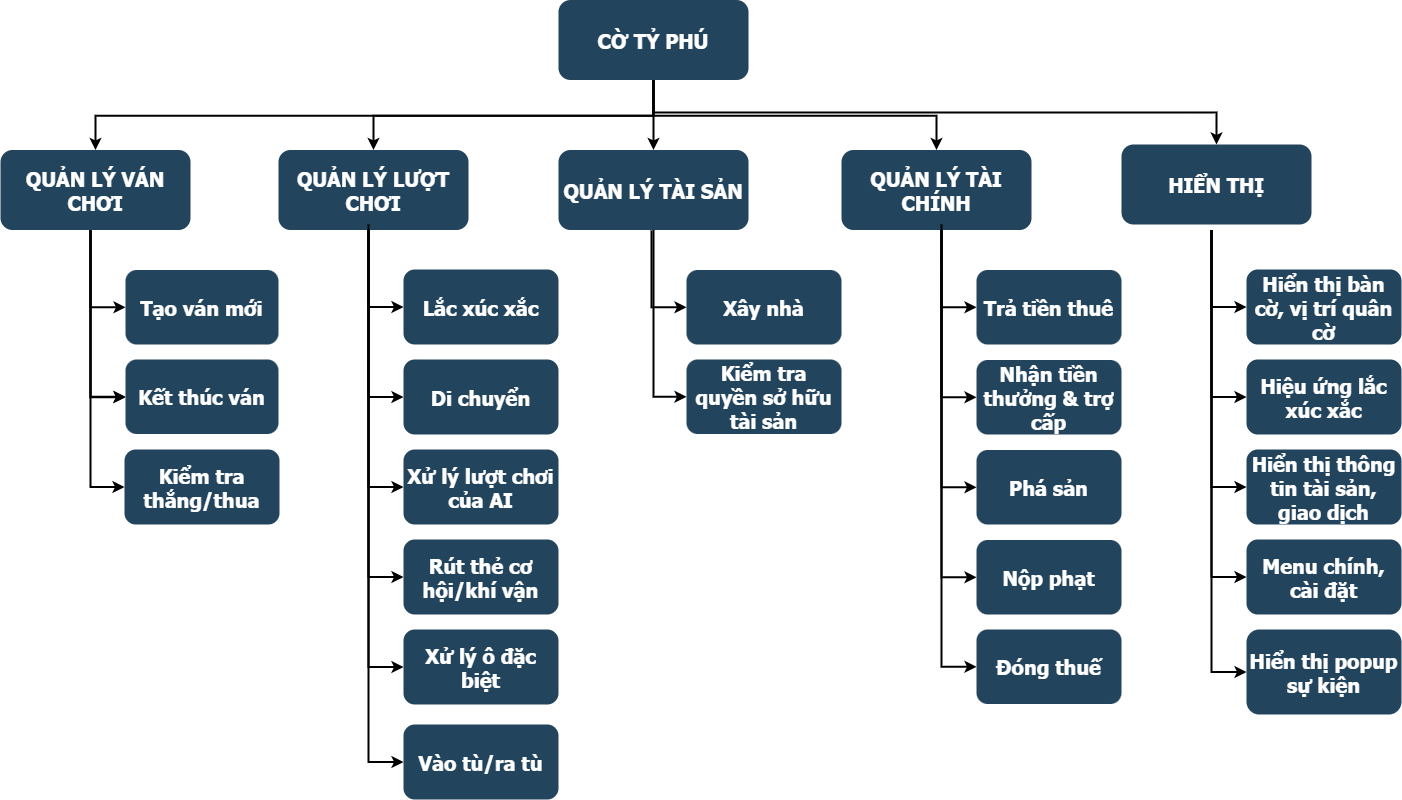 CỜ TỶ PHÚ
QUẢN LÝ VÁN
CHƠI
Tạo ván mới
Kết thúc ván
Kiểm tra
thắng/thua
QUẢN LÝ LƯỢT
CHƠI
Lắc xúc xắc
Di chuyển
Xử lý lượt chơi
của AI
Rút thẻ cơ
hội/khí vận
Xử lý ô đặc
biệt
Vào tù/ra tù
QUẢN LÝ TÀI SẢN
Xây nhà
Kiểm tra
quyền sở hữu
tài sản
QUẢN LÝ TÀI
CHÍNH
Trả tiền thuê
Nhận tiền
thưởng & trợ
cấp
Phá sản
Nộp phạt
Đóng thuế
HIỂN THỊ
Hiển thị bàn
cờ, vị trí quân
cờ
Hiệu ứng lắc
xúc xắc
Hiển thị thông
tin tài sản,
giao dịch
Menu chính,
cài đặt
Hiển thị popup
sự kiện